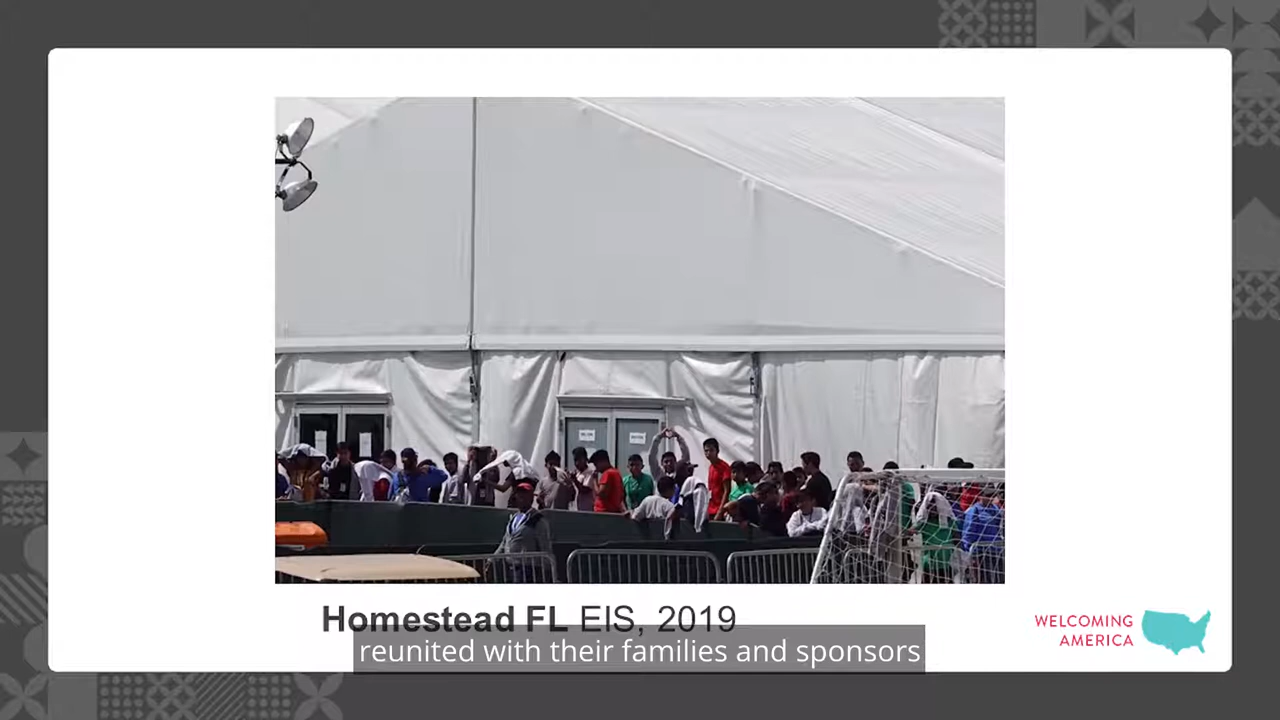 Homestead FL EIS, 2019
reunited with their families and sponsors
WELCOMING
AMERICA